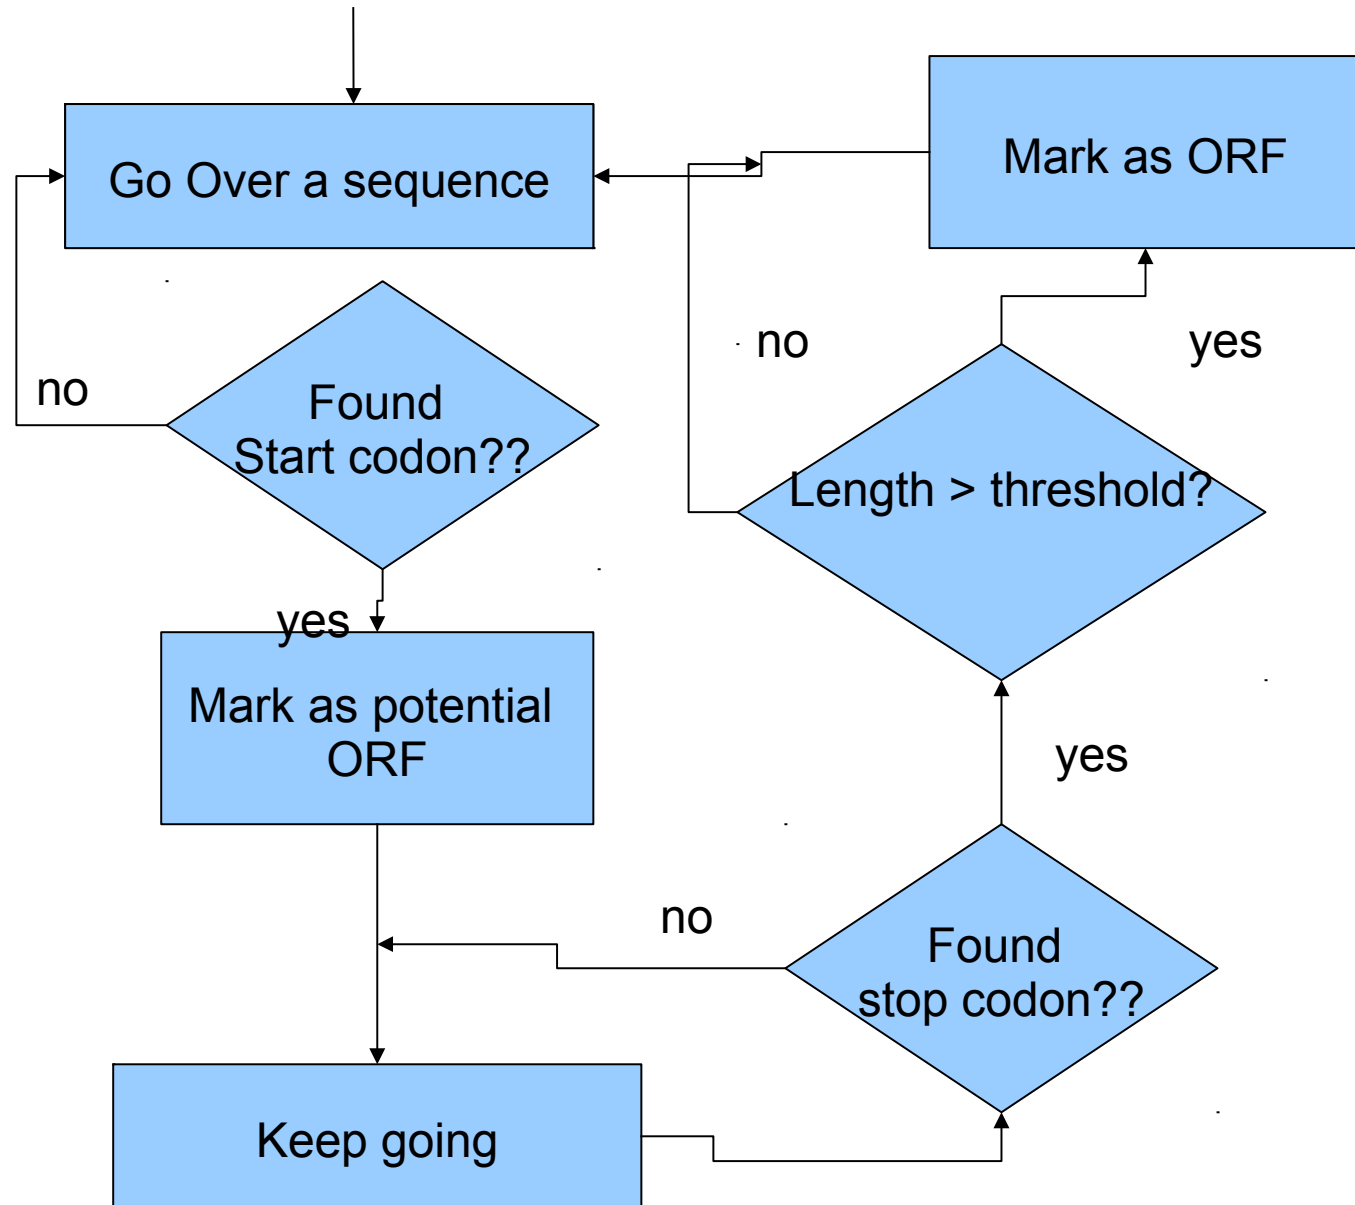 Go Over a sequence
no
Found
Start codon??
yes
Mark as potential
ORF
Keep going
no
Found
stop codon??
yes
Length > threshold?
no
yes
Mark as ORF